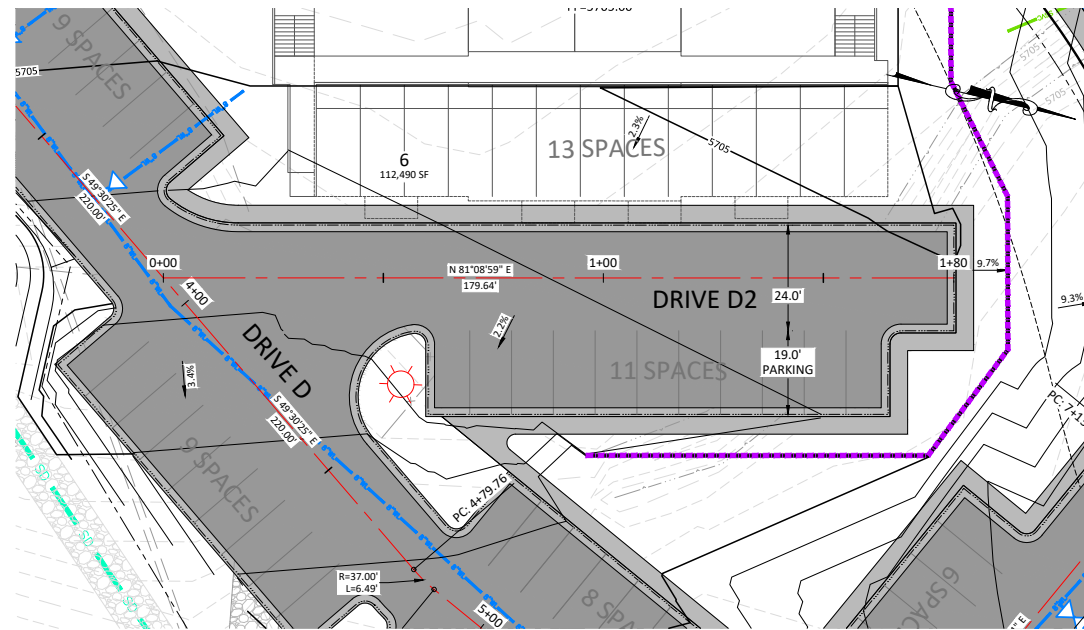 9 SPACES
5705
6
112,490 SF
13 SPACES
2.3%
5705
5705
5705
S 49°30'25" E
220.00'
0+00
N 81°08'59" E
179.64'
1+00
1+80
9.7%
9.3%
4+00
DRIVE D2
24.0'
2.2%
19.0'
PARKING
11 SPACES
DRIVE D
3.4%
S 49°30'25" E
220.00'
9 SPACES
SD
SD
SD
PC: 4+79.76
R=37.00'
L=6.49'
5+00
8 SPACES
6 SPACES